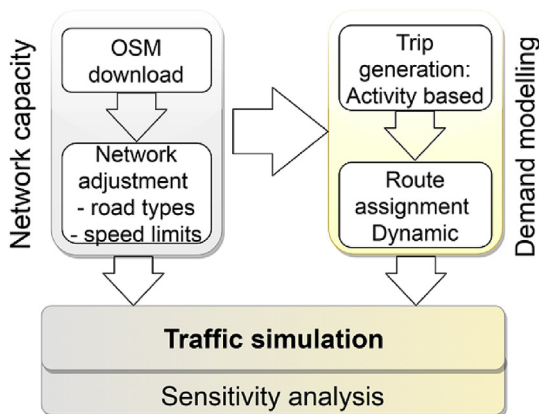 Network capacity
OSM
download
Network
adjustment
- road types
- speed limits
Trip
generation:
Activity based
Route
assignment
Dynamic
Demand modelling
Traffic simulation
Sensitivity analysis